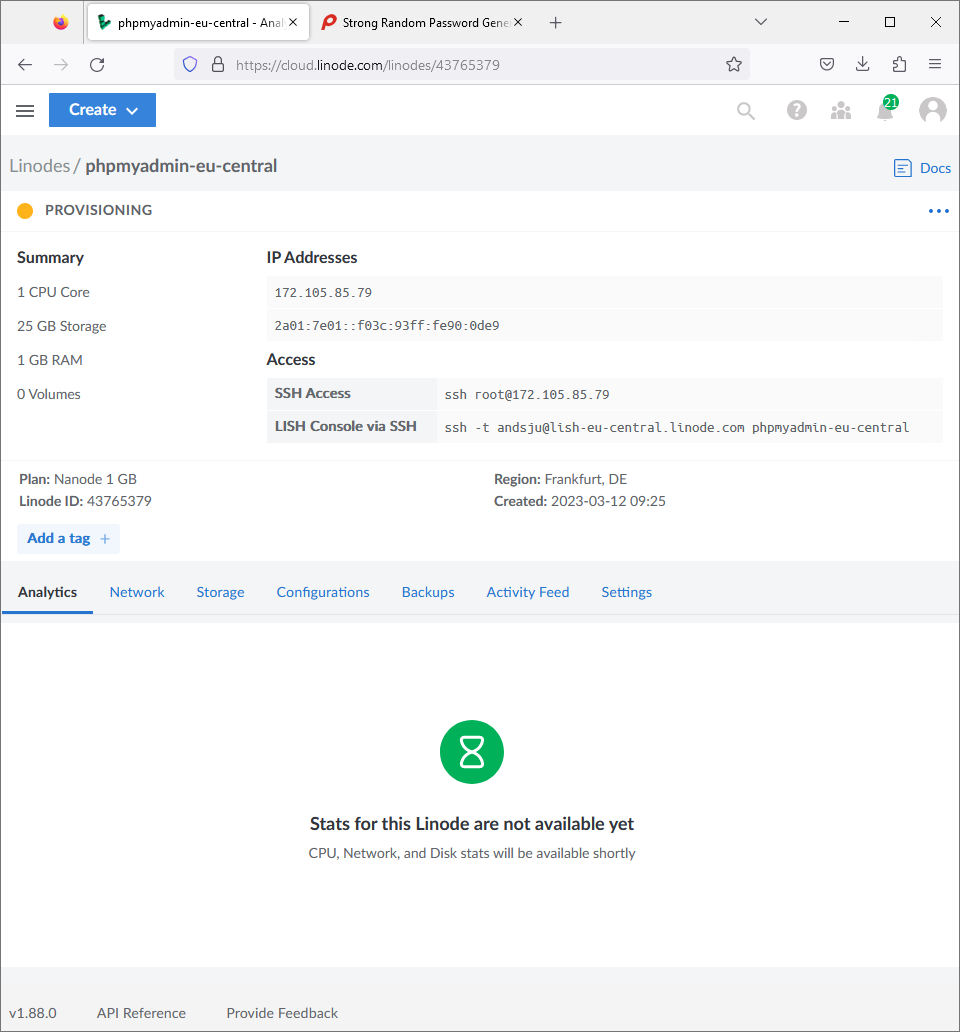 phpmyadmin-eu-central - Anal
Strong Random Password Gene
https://cloud.linode.com/linodes/43765379
Create
21
Linodes / phpmyadmin-eu-central
Docs
PROVISIONING
Summary
IP Addresses
1 CPU Core
172.105.85.79
25 GB Storage
2a01:7e01::f03c:93ff:fe90:0de9
1 GB RAM
Access
0 Volumes
SSH Access
ssh root@172.105.85.79
LISH Console via SSH
ssh -t andsju@lish-eu-central.linode.com phpmyadmin-eu-central
Plan: Nanode 1 GB
Region: Frankfurt, DE
Linode ID: 43765379
Created: 2023-03-12 09:25
Add a tag +
Analytics Network Storage Configurations Backups Activity Feed Settings
Stats for this Linode are not available yet
CPU, Network, and Disk stats will be available shortly
v1.88.0 API Reference Provide Feedback